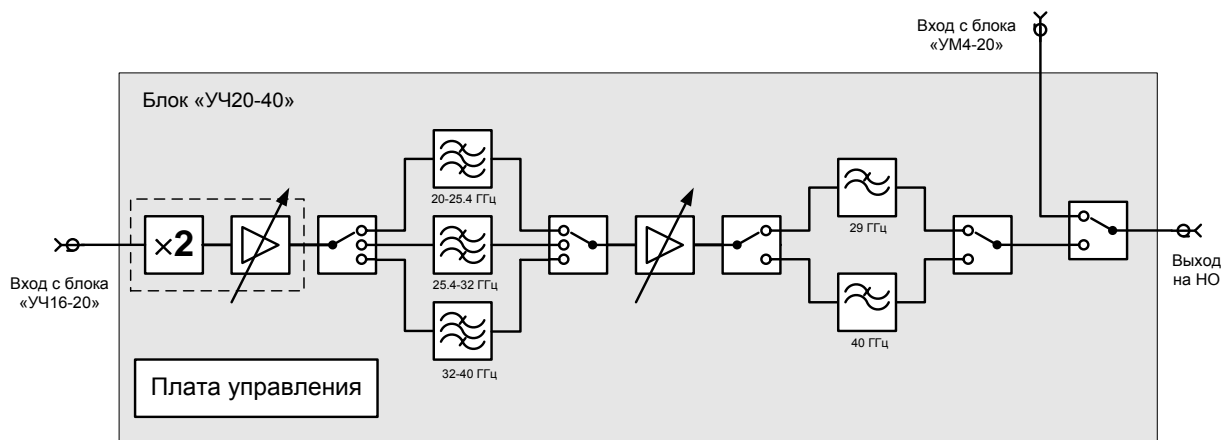 Вход с блока
«УМ4-20»
Блок «УЧ20-40»
20-25.4 ГГц
×2
29 ГГц
Вход с блока
«УЧ16-20»
25.4-32 ГГц
Выход
на НО
32-40 ГГц
40 ГГц
Плата управления